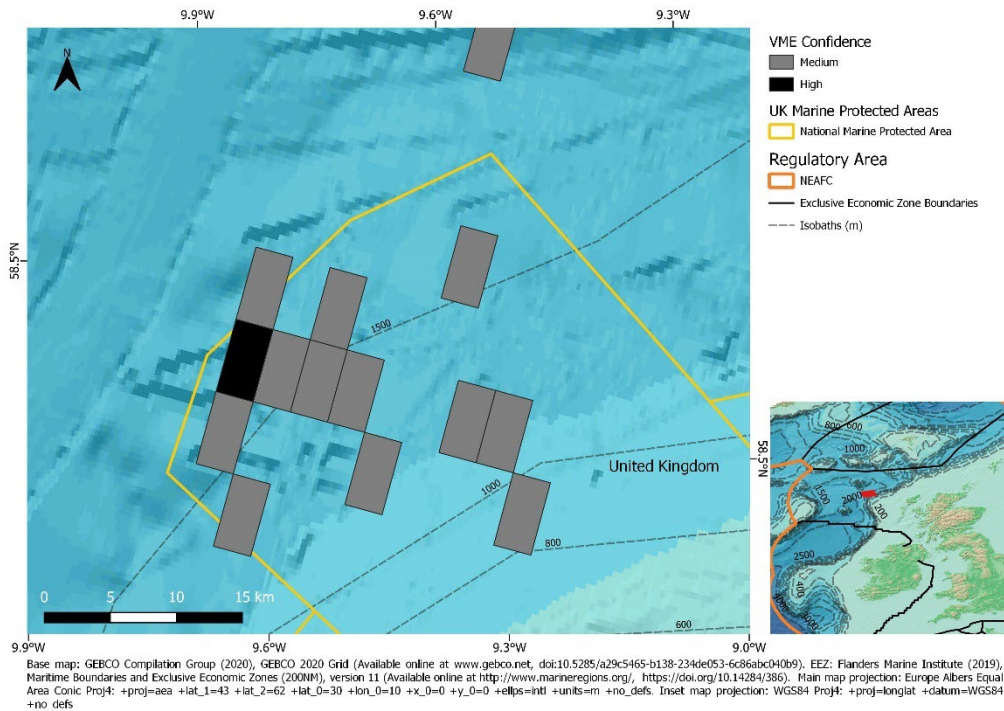 9.9°W
9.6°W
9.3°W
N
58.5°N
1500
1000
800
600
United Kingdom
58.5°N
0 5 10 15 km
9.9°W
9.6°W
9.3°W
9.0°W
VME Confidence
Medium
High
UK Marine Protected Areas
National Marine Protected Area
Regulatory Area
NEAFC
Exclusive Economic Zone Boundaries
Isobaths (m)
800
600
1000
2000
200
2500
400
Base map: GEBCO Compilation Group (2020), GEBCO 2020 Grid (Available online at www.gebco.net, doi:10.5285/a29c5465-b138-234de053-6c86abc040b9). EEZ: Flanders Marine Institute (2019),
Maritime Boundaries and Exclusive Economic Zones (200NM), version 11 (Available online at http://www.marineregions.org/, https://doi.org/10.14284/386). Main map projection: Europe Albers Equal
Area Conic Proj4: +proj=aea +lat_1=43 +lat_2=62 +lat_0=30 +lon_0=10 +x_0=0 +y_0=0 +ellps=intl +units=m +no_defs. Inset map projection: WGS84 Proj4: +proj=longlat +datum=WGS84
+no defs